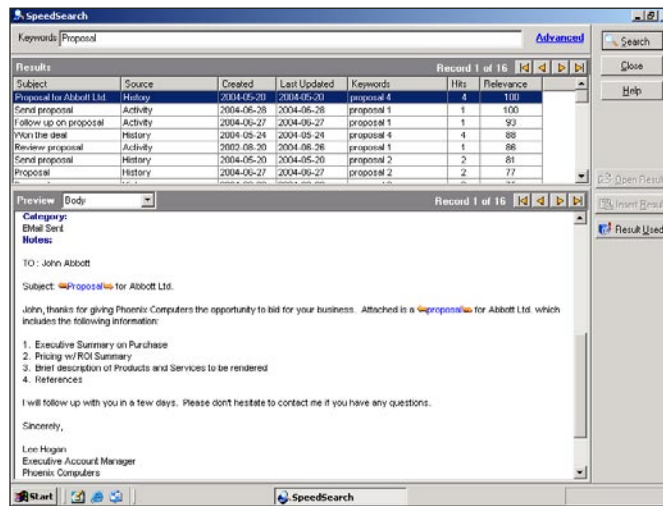 SpeedSearch
Keywords Proposal Advanced
Search
Close
Help
Open Resul
Insert Resul
Result Used
Results Record 1 of 16
Subject Source Created Last Updated Keywords Hits Relevance
Proposal for Abbott Ltd. History 2004-05-20 2004-05-20 proposal 4 4 100
Send proposal Activity 2004-06-28 2004-06-28 proposal 1 1 100
Follow up on proposal Activity 2004-06-27 2004-06-27 proposal 1 1 93
Won the deal History 2004-05-24 2004-05-24 proposal 4 4 88
Review proposal Activity 2002-08-20 2004-06-26 proposal 1 1 86
Send proposal History 2004-05-20 2004-05-20 proposal 2 2 81
Proposal History 2004-06-27 2004-06-27 proposal 2 2 77
Preview Body Record 1 of 16
Category:
EMail Sent
Notes:
TO : John Abbott
Subject: Proposal for Abbott Ltd.
John, thanks for giving Phoenix Computers the opportunity to bid for your business. Attached is a proposal for Abbott Ltd. which
includes the following information:
1. Executive Summary on Purchase
2. Pricing w/ ROI Summary
3. Brief description of Products and Services to be rendered
4. References
I will follow up with you in a few days. Please don't hesitate to contact me if you have any questions.
Sincerely,
Lee Hogan
Executive Account Manager
Phoenix Computers
Start SpeedSearch